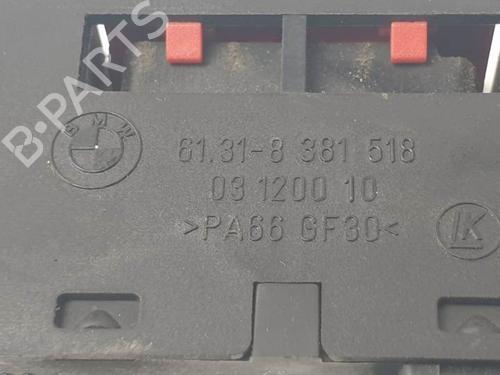 B-PARTS
BMW
61.31-8 381 518
03 1200 10
>PA66 GF30<
LK